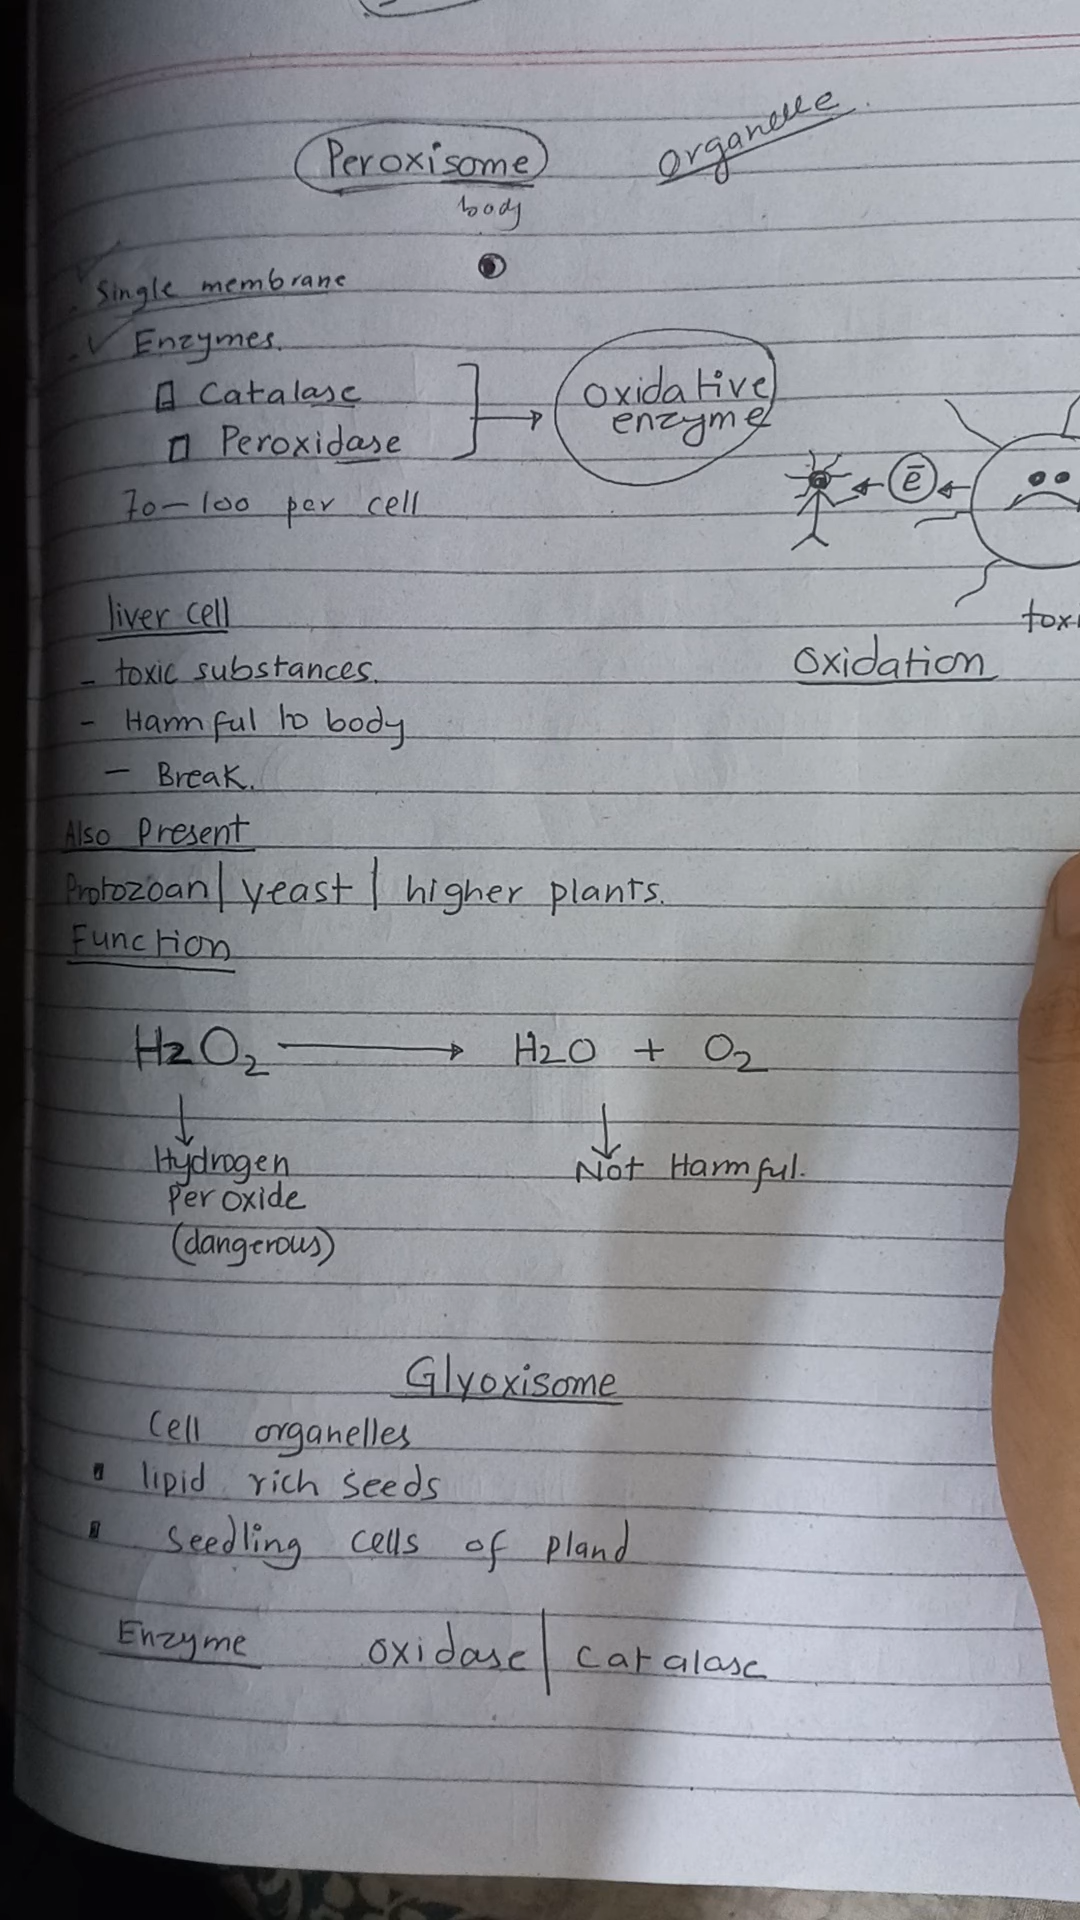 Peroxisome
organelle.
body
Single membrane
Enzymes.
Catalase
Peroxidase
oxidative
enzyme
70-100 per cell
ē
liver cell
tox
- toxic substances.
Oxidation
- Harmful to body
- Break.
Also Present
Protozoan | yeast | higher plants.
Function
H2O2 → H2O + O2
↓ ↓
Hydrogen
Peroxide
(dangerous)
Not Harmful.
Glyoxisome
Cell organelles
lipid rich seeds
seedling cells of pland
Enzyme oxidase | catalase